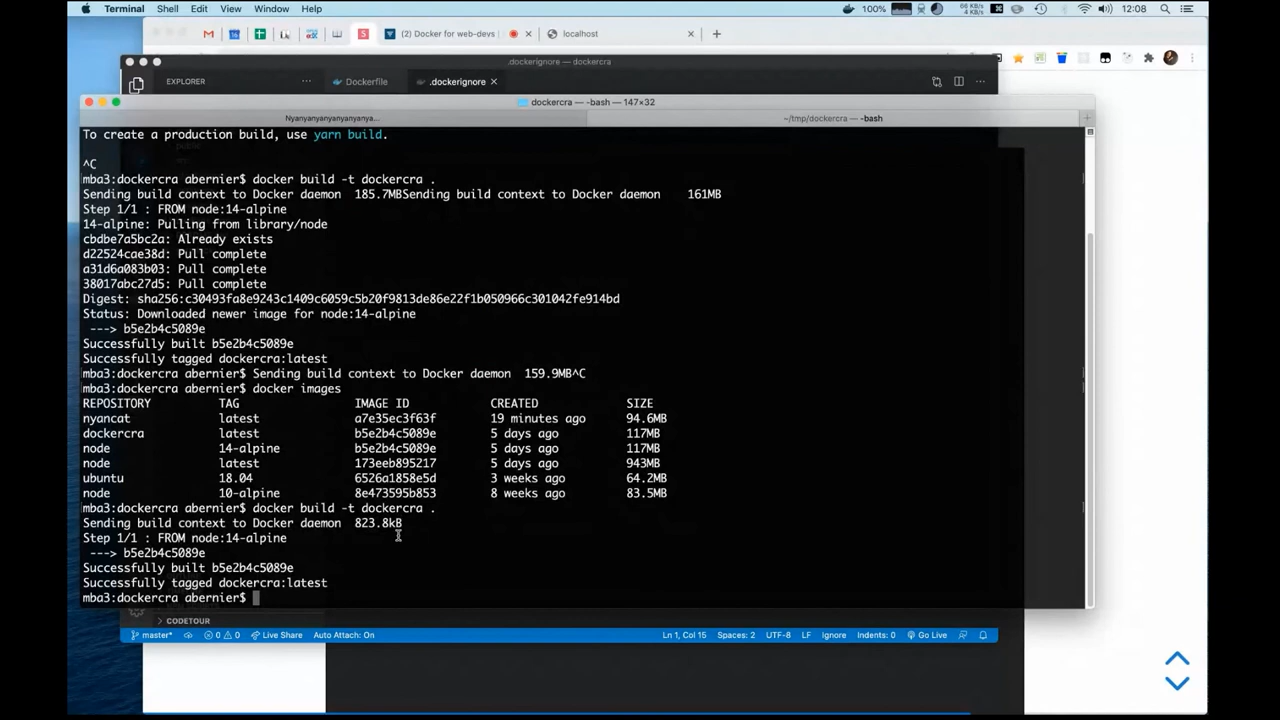 Terminal Shell Edit View Window Help 100% 66 KB 4 KB 12:08
(2) Docker for web-devs localhost
.dockerignore — dockercra
EXPLORER Dockerfile .dockerignore
dockercra — -bash — 147×32
Nyanyanyanyanyanyanya... ~/tmp/dockercra — -bash
To create a production build, use yarn build.
^C
mba3:dockercra abernier$ docker build -t dockercra .
Sending build context to Docker daemon 185.7MBSending build context to Docker daemon 161MB
Step 1/1 : FROM node:14-alpine
14-alpine: Pulling from library/node
cbdbe7a5bc2a: Already exists
d22524cae38d: Pull complete
a31d6a083b03: Pull complete
38017abc27d5: Pull complete
Digest: sha256:c30493fa8e9243c1409c6059c5b20f9813de86e22f1b050966c301042fe914bd
Status: Downloaded newer image for node:14-alpine
---> b5e2b4c5089e
Successfully built b5e2b4c5089e
Successfully tagged dockercra:latest
mba3:dockercra abernier$ Sending build context to Docker daemon 159.9MB^C
mba3:dockercra abernier$ docker images
REPOSITORY TAG IMAGE ID CREATED SIZE
nyancat latest a7e35ec3f63f 19 minutes ago 94.6MB
dockercra latest b5e2b4c5089e 5 days ago 117MB
node 14-alpine b5e2b4c5089e 5 days ago 117MB
node latest 173eeb895217 5 days ago 943MB
ubuntu 18.04 6526a1858e5d 3 weeks ago 64.2MB
node 10-alpine 8e473595b853 8 weeks ago 83.5MB
mba3:dockercra abernier$ docker build -t dockercra .
Sending build context to Docker daemon 823.8kB
Step 1/1 : FROM node:14-alpine
---> b5e2b4c5089e
Successfully built b5e2b4c5089e
Successfully tagged dockercra:latest
mba3:dockercra abernier$
CODETOUR
master* 0 0 Live Share Auto Attach: On Ln 1, Col 15 Spaces: 2 UTF-8 LF Ignore Indents: 0 Go Live